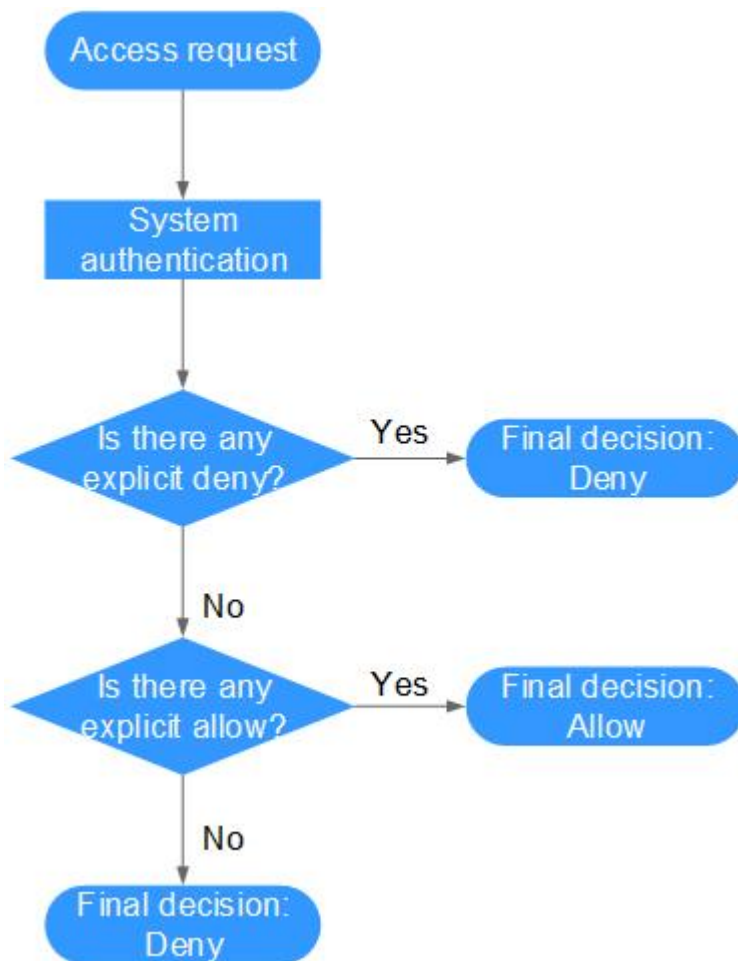 Access request
System
authentication
Is there any
explicit deny?
Yes
Final decision:
Deny
No
Is there any
explicit allow?
Yes
Final decision:
Allow
No
Final decision:
Deny